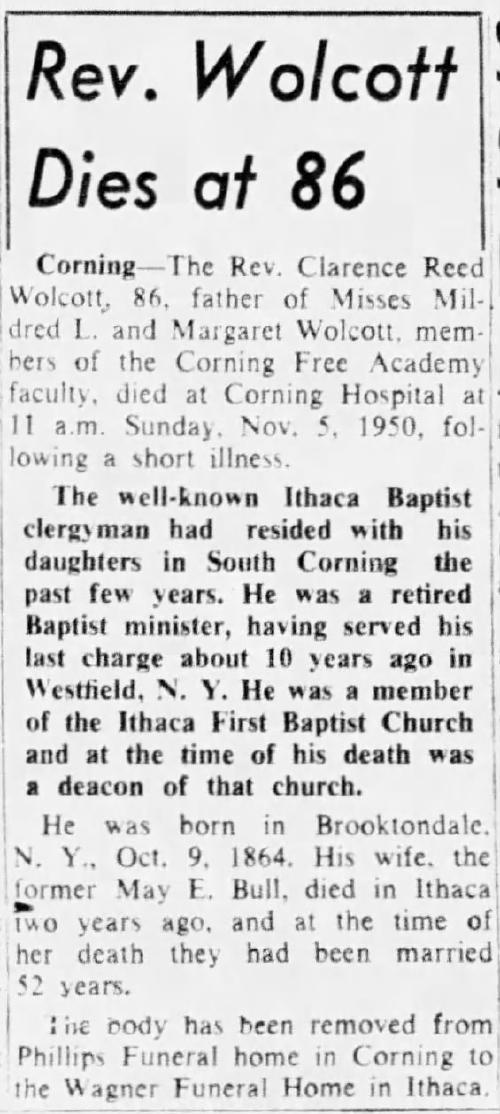 Rev. Wolcott
Dies at 86
Corning—The Rev. Clarence Reed
Wolcott, 86, father of Misses Mil-
dred L. and Margaret Wolcott, mem-
bers of the Corning Free Academy
faculty, died at Corning Hospital at
11 a.m. Sunday, Nov. 5, 1950, fol-
lowing a short illness.
The well-known Ithaca Baptist
clergyman had resided with his
daughters in South Corning the
past few years. He was a retired
Baptist minister, having served his
last charge about 10 years ago in
Westfield, N. Y. He was a member
of the Ithaca First Baptist Church
and at the time of his death was
a deacon of that church.
He was born in Brooktondale,
N. Y., Oct. 9, 1864. His wife, the
former May E. Bull, died in Ithaca
two years ago, and at the time of
her death they had been married
52 years.
The body has been removed from
Phillips Funeral home in Corning to
the Wagner Funeral Home in Ithaca.